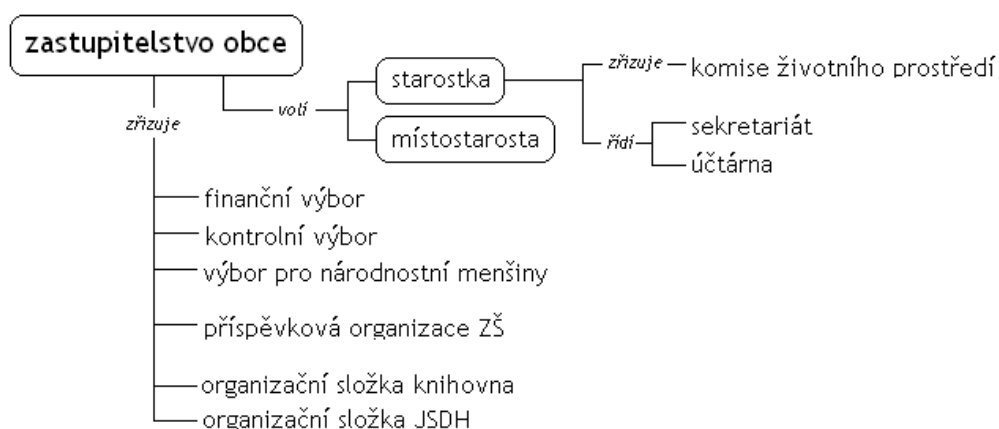 zastupitelstvo obce
zřizuje
volí
starostka
místostarosta
zřizuje
komise životního prostředí
řídí
sekretariát
účtárna
finanční výbor
kontrolní výbor
výbor pro národnostní menšiny
příspěvková organizace ZŠ
organizační složka knihovna
organizační složka JSDH